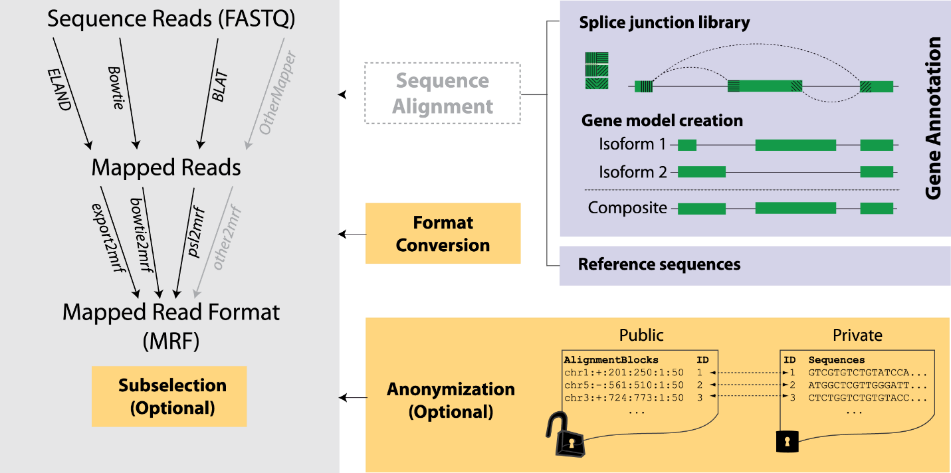 Sequence Reads (FASTQ)
ELAND
Bowtie
BLAT
OtherMapper
Mapped Reads
export2mrf
bowtie2mrf
psl2mrf
other2mrf
Mapped Read Format
(MRF)
Subselection
(Optional)
Sequence
Alignment
Format
Conversion
Splice junction library
Gene model creation
Isoform 1
Isoform 2
Composite
Gene Annotation
Reference sequences
Anonymization
(Optional)
Public
AlignmentBlocks ID
chr1:+:201:250:1:50 1
chr5:-:561:510:1:50 2
chr3:+:724:773:1:50 3
...
Private
ID Sequences
1 GTCGTGTCTGTATCCA...
2 ATGGCTCGTTGGGATT...
3 CTCTGGTCTGTGTACC...
...